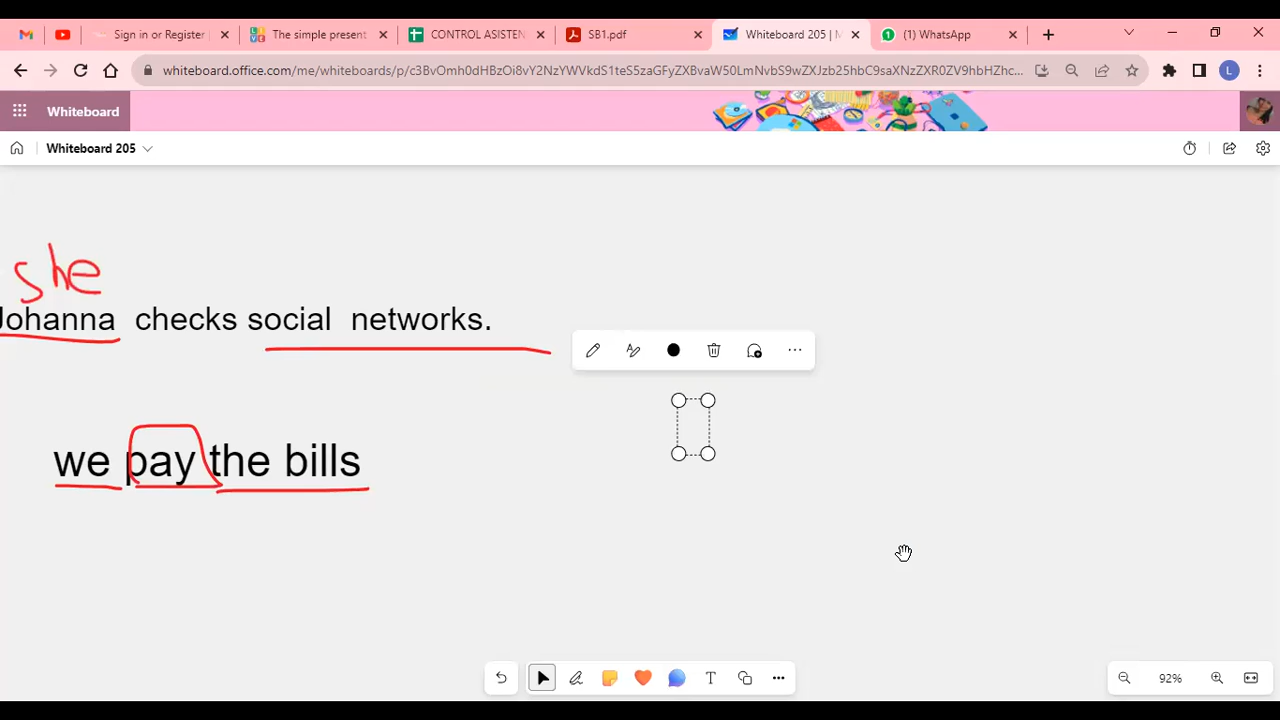 Sign in or Register
The simple present
CONTROL ASISTEN
SB1.pdf
Whiteboard 205 | M
(1) WhatsApp
whiteboard.office.com/me/whiteboards/p/c3BvOmh0dHBzOi8vY2NzYWVkdS1teS5zaGFyZXBvaW50LmNvbS9wZXJzb25hbC9saXNzZXR0ZV9hbHZhc...
L
Whiteboard
Whiteboard 205
she
Johanna checks social networks.
we pay the bills
T
92%